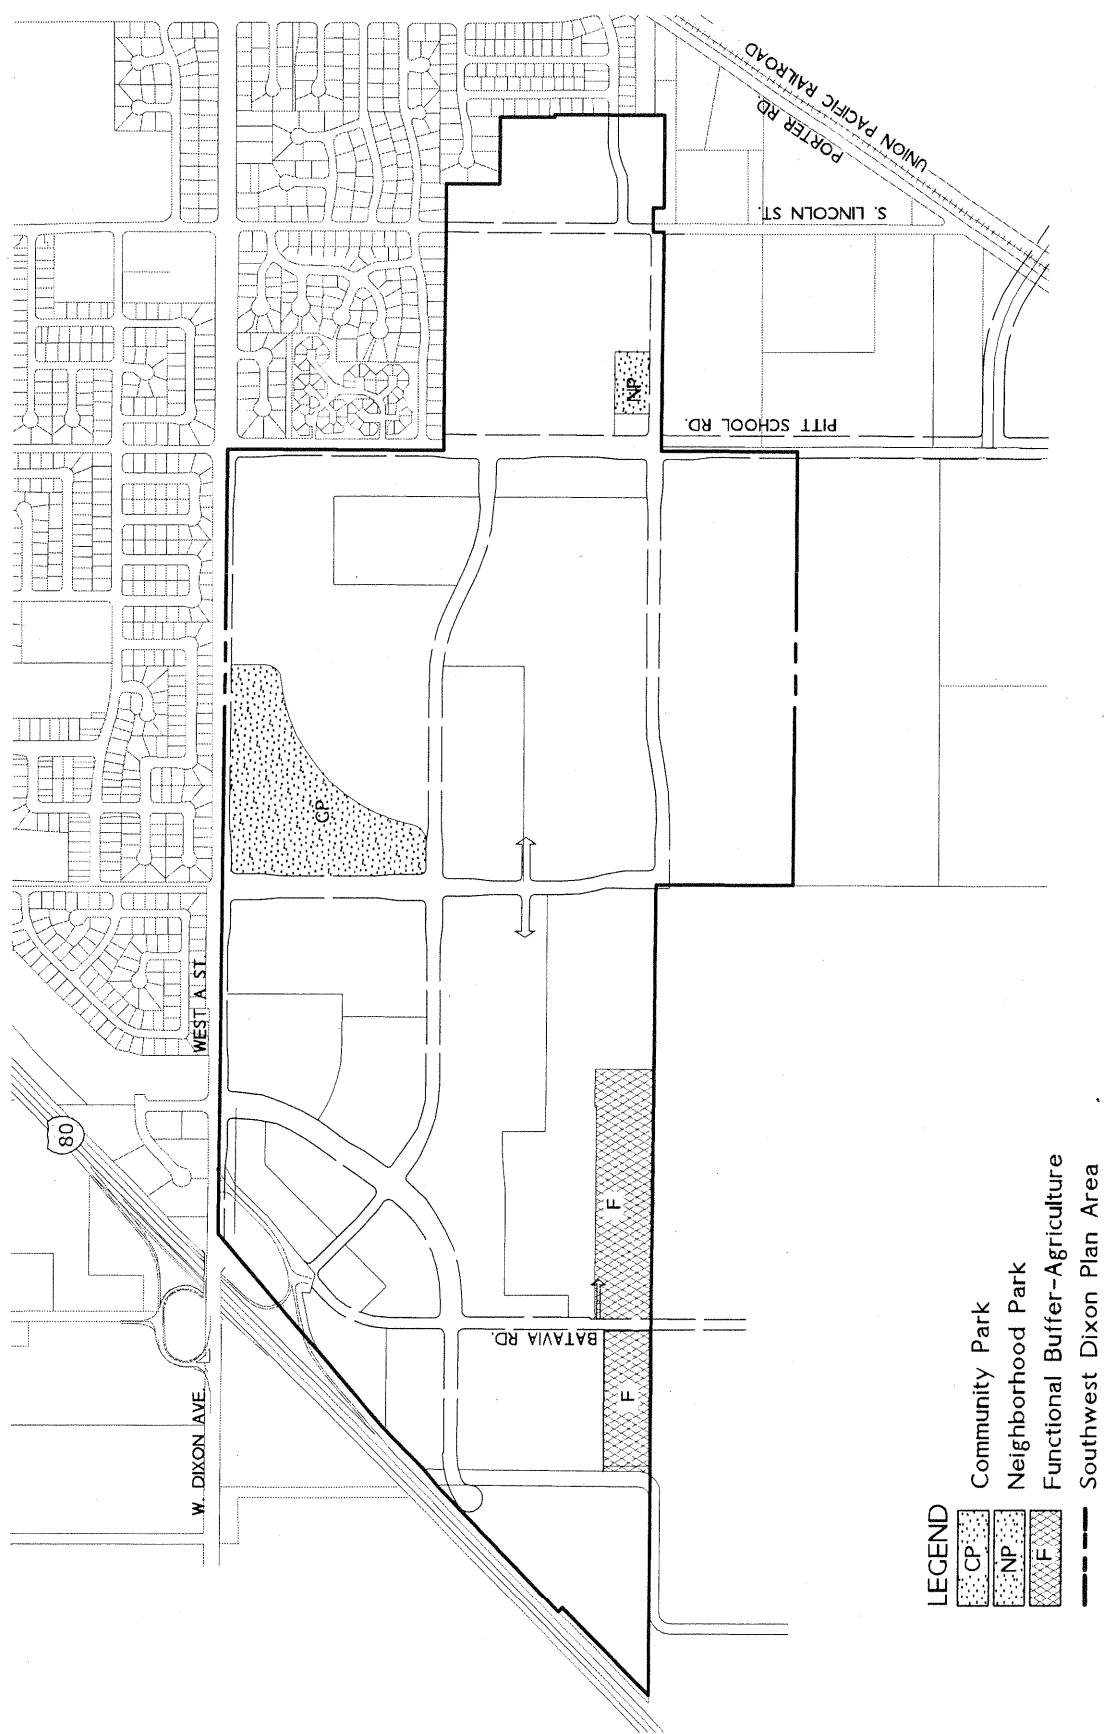 UNION PACIFIC RAILROAD
PORTER RD.
S. LINCOLN ST.
PITT SCHOOL RD.
NP
CP
WEST A ST.
80
F
BATAVIA RD.
F
W. DIXON AVE.
LEGEND
CP Community Park
NP Neighborhood Park
F Functional Buffer-Agriculture
Southwest Dixon Plan Area